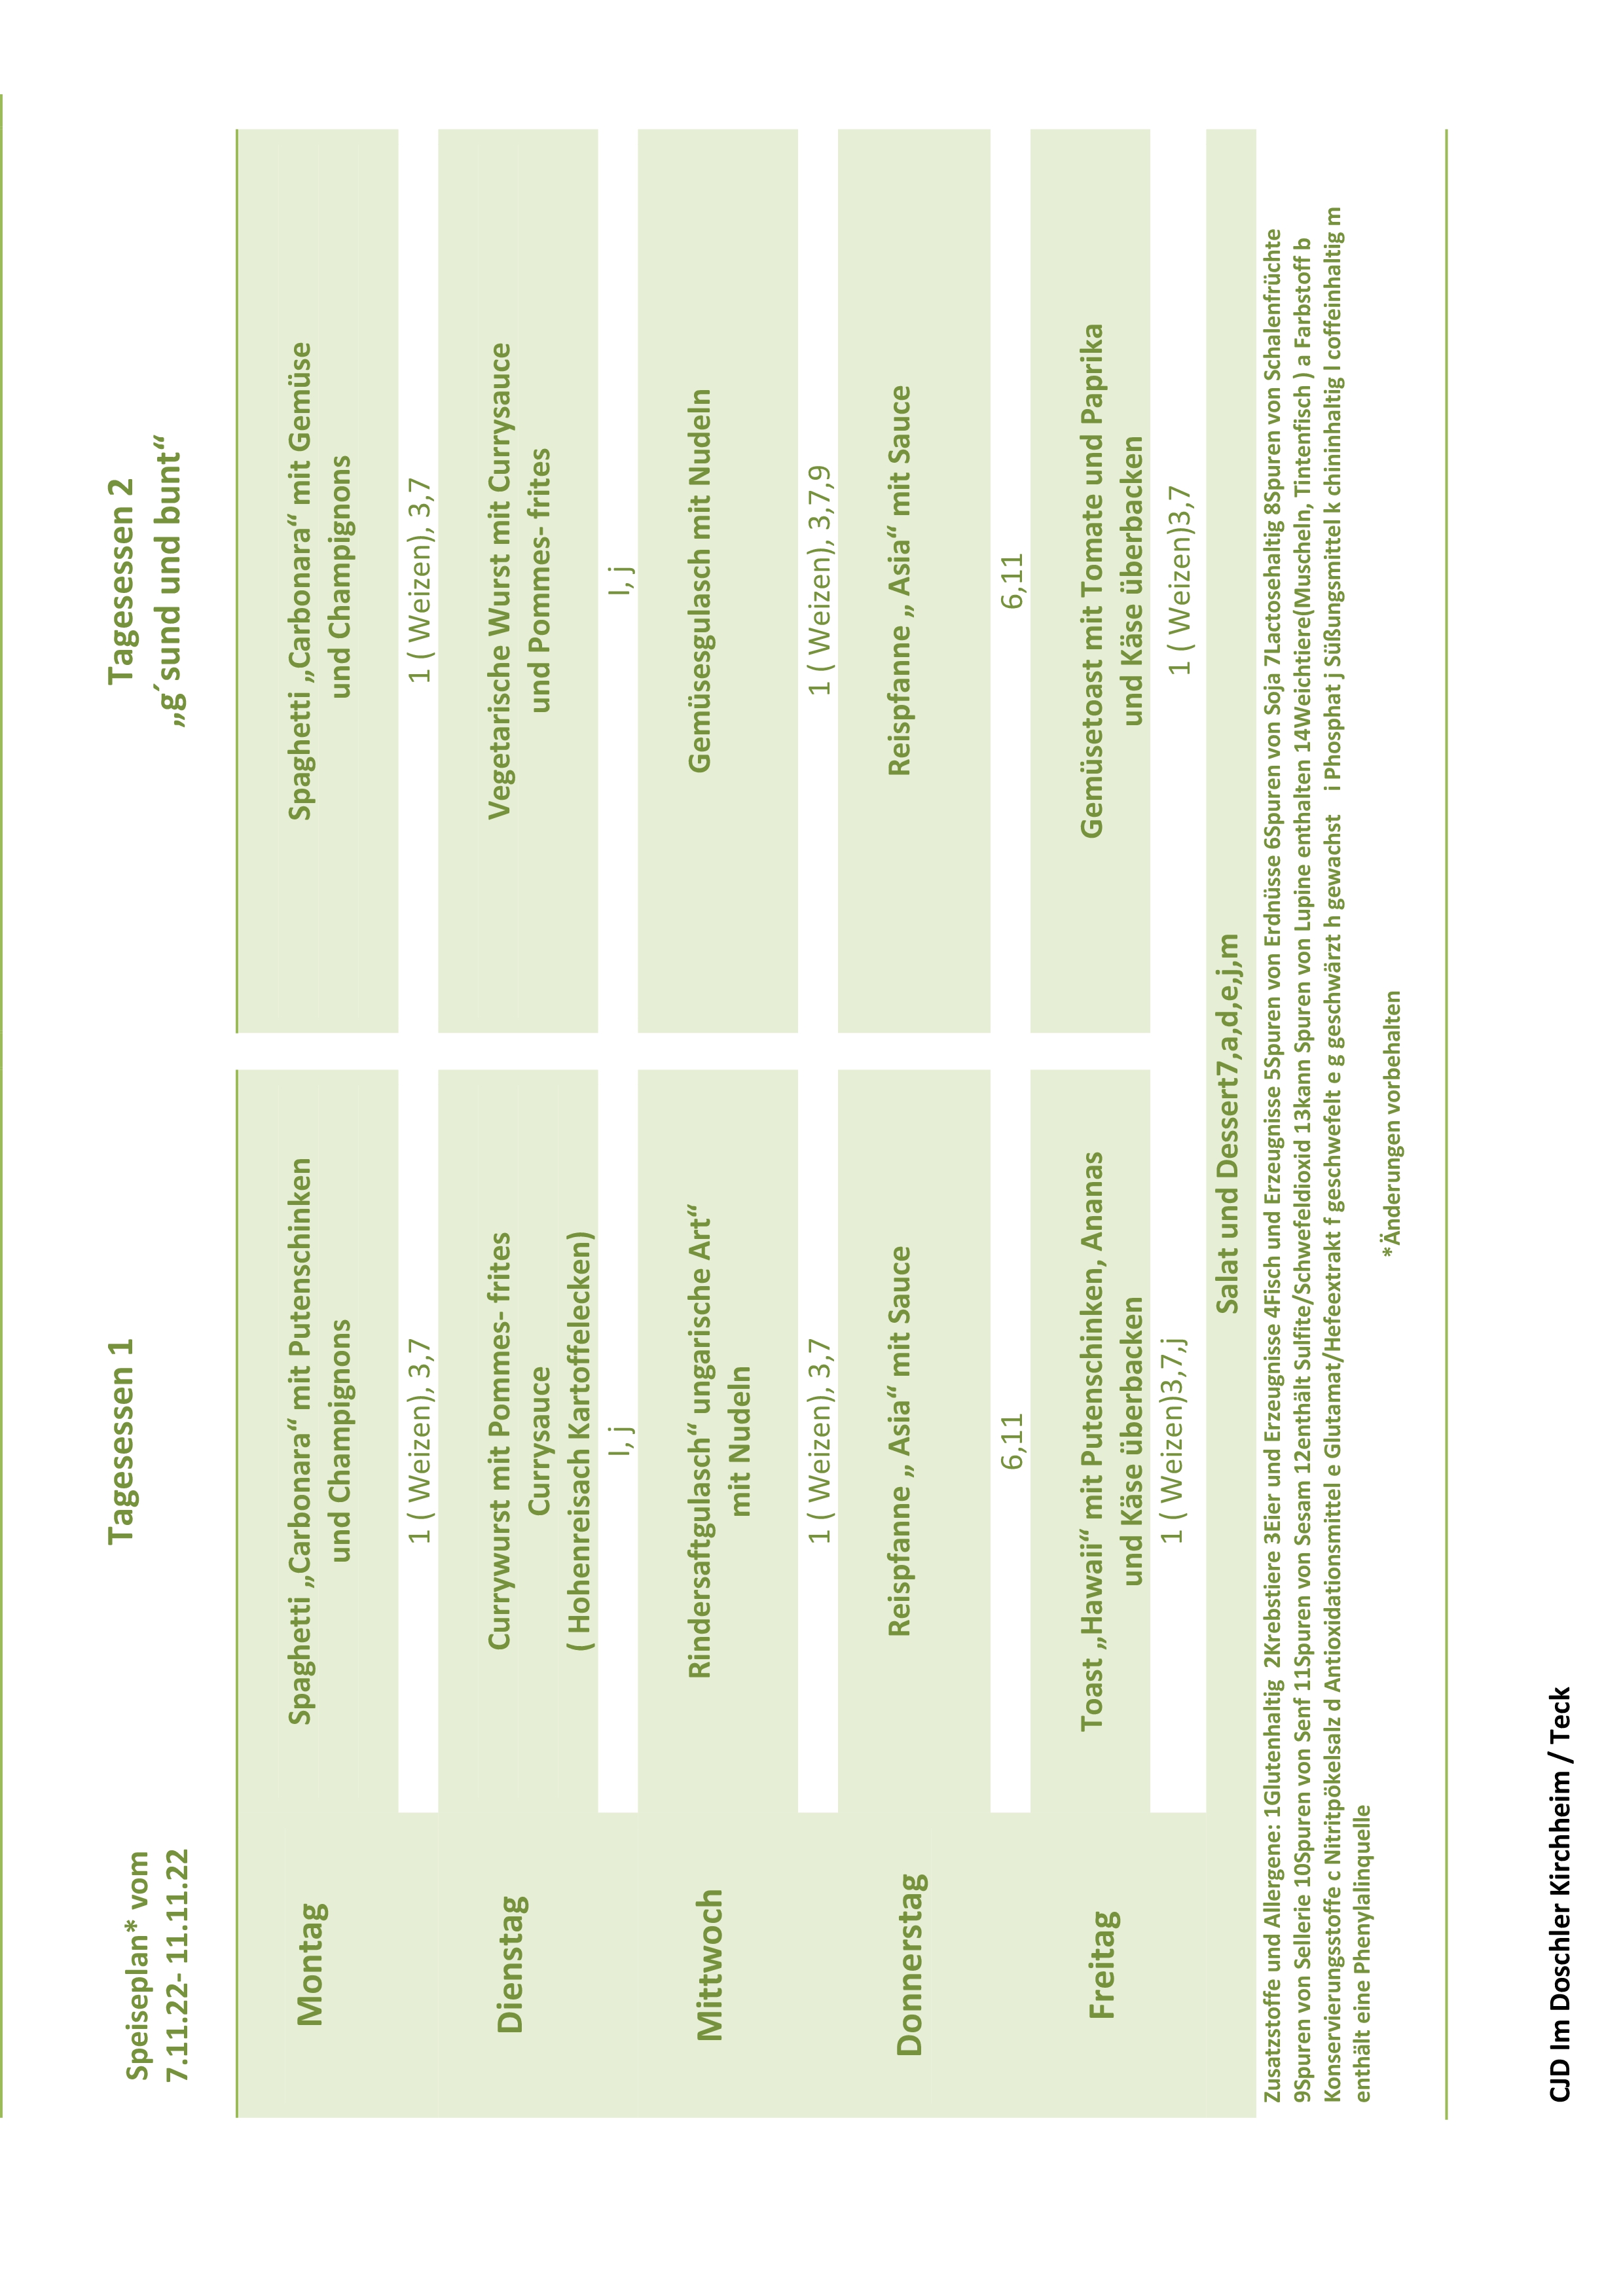 Speiseplan* vom
7.11.22- 11.11.22
Tagesessen 1
Tagesessen 2
„g´sund und bunt“
Montag
Spaghetti „Carbonara“ mit Putenschinken
und Champignons
Spaghetti „Carbonara“ mit Gemüse
und Champignons
1 ( Weizen), 3,7
1 ( Weizen), 3,7
Dienstag
Currywurst mit Pommes- frites
Currysauce
( Hohenreisach Kartoffelecken)
Vegetarische Wurst mit Currysauce
und Pommes- frites
I, j
I, j
Mittwoch
Rindersaftgulasch“ ungarische Art“
mit Nudeln
Gemüsesgulasch mit Nudeln
1 ( Weizen), 3,7
1 ( Weizen), 3,7,9
Donnerstag
Reispfanne „ Asia“ mit Sauce
Reispfanne „ Asia“ mit Sauce
6,11
6,11
Freitag
Toast „Hawaii“ mit Putenschinken, Ananas
und Käse überbacken
Gemüsetoast mit Tomate und Paprika
und Käse überbacken
1 ( Weizen)3,7,j
1 ( Weizen)3,7
Salat und Dessert7,a,d,e,j,m
Zusatzstoffe und Allergene: 1Glutenhaltig  2Krebstiere 3Eier und Erzeugnisse 4Fisch und Erzeugnisse 5Spuren von Erdnüsse 6Spuren von Soja 7Lactosehaltig 8Spuren von Schalenfrüchte
9Spuren von Sellerie 10Spuren von Senf 11Spuren von Sesam 12enthält Sulfite/Schwefeldioxid 13kann Spuren von Lupine enthalten 14Weichtiere(Muscheln, Tintenfisch ) a Farbstoff b
Konservierungsstoffe c Nitritpökelsalz d Antioxidationsmittel e Glutamat/Hefeextrakt f geschwefelt e g geschwärzt h gewachst    i Phosphat j Süßungsmittel k chininhaltig l coffeinhaltig m
enthält eine Phenylalinquelle
*Änderungen vorbehalten
CJD Im Doschler Kirchheim / Teck